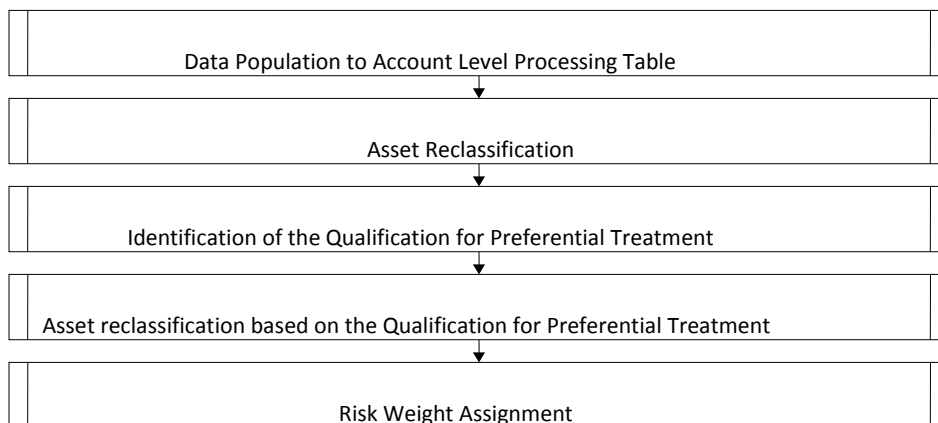 Data Population to Account Level Processing Table
Asset Reclassification
Identification of the Qualification for Preferential Treatment
Asset reclassification based on the Qualification for Preferential Treatment
Risk Weight Assignment